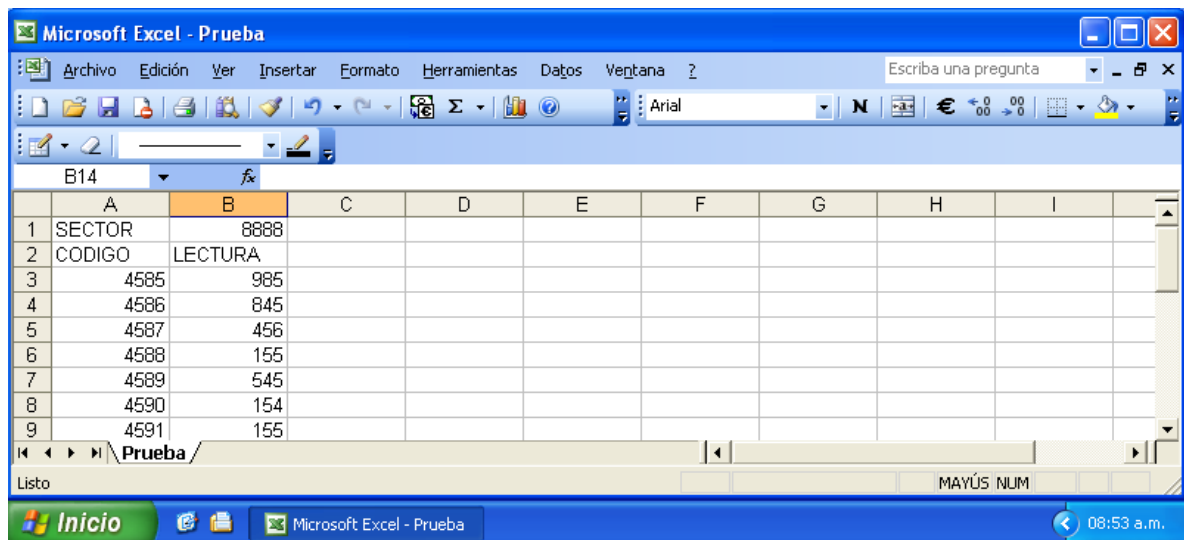 Microsoft Excel - Prueba
Archivo Edición Ver Insertar Formato Herramientas Datos Ventana ? Escriba una pregunta
Σ Arial N €
B14 fx
A B C D E F G H I
1 SECTOR 8888
2 CODIGO LECTURA
3 4585 985
4 4586 845
5 4587 456
6 4588 155
7 4589 545
8 4590 154
9 4591 155
Prueba
Listo MAYÚS NUM
Inicio Microsoft Excel - Prueba 08:53 a.m.